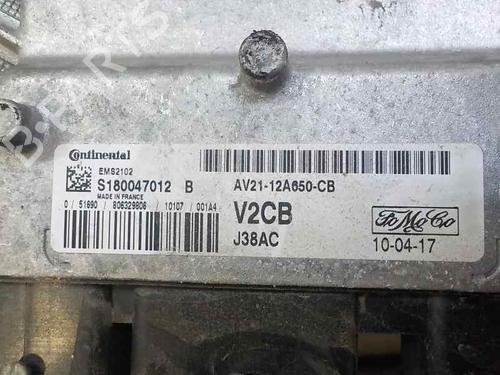 Continental
EMS2102
S180047012 B
MADE IN FRANCE
0 / 51690 / 806329806 / 10107 / 001A4
AV21-12A650-CB
V2CB
J38AC
FoMoCo
10-04-17
B-PARTS